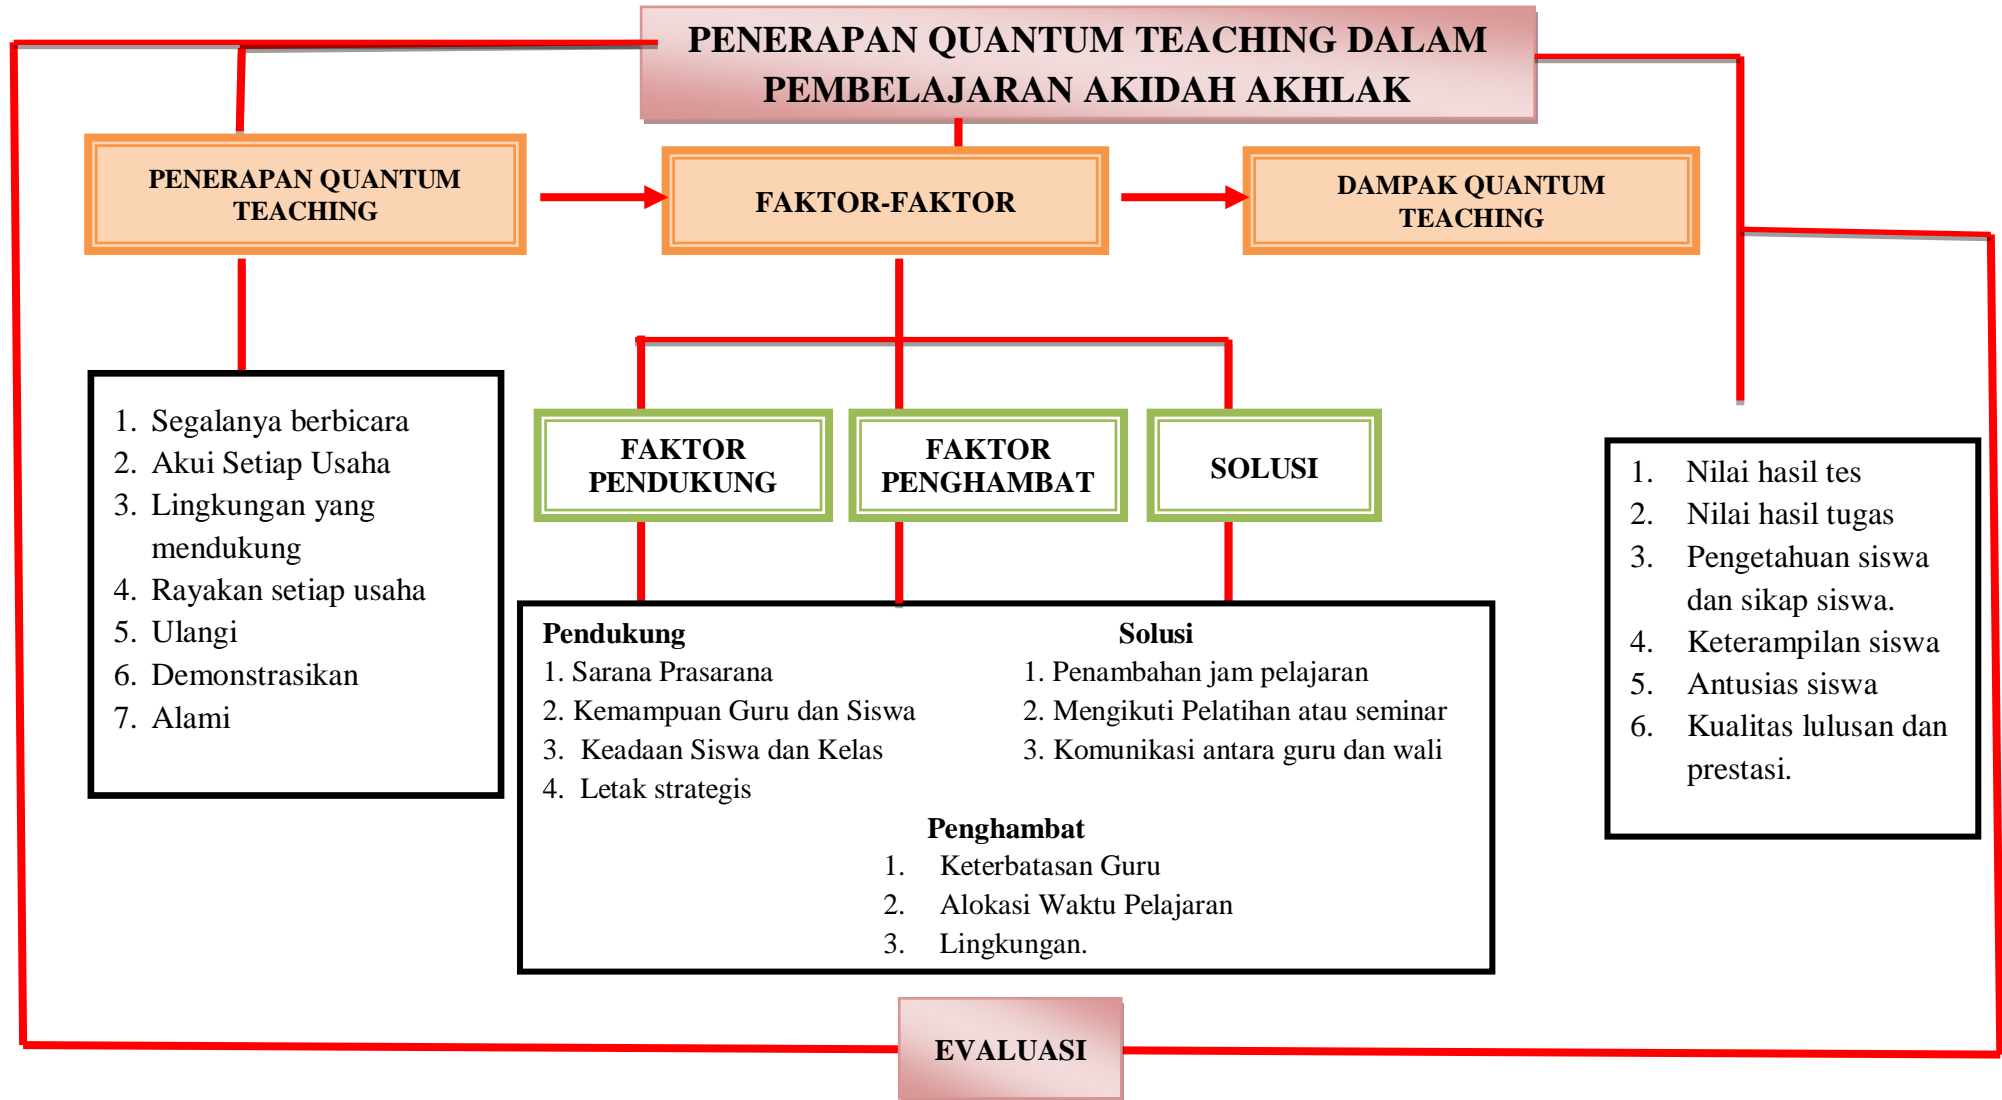 PENERAPAN QUANTUM TEACHING DALAM
PEMBELAJARAN AKIDAH AKHLAK
PENERAPAN QUANTUM
TEACHING
FAKTOR-FAKTOR
DAMPAK QUANTUM
TEACHING
1. Segalanya berbicara
2. Akui Setiap Usaha
3. Lingkungan yang
mendukung
4. Rayakan setiap usaha
5. Ulangi
6. Demonstrasikan
7. Alami
FAKTOR
PENDUKUNG
FAKTOR
PENGHAMBAT
SOLUSI
Pendukung
1. Sarana Prasarana
2. Kemampuan Guru dan Siswa
3. Keadaan Siswa dan Kelas
4. Letak strategis
Solusi
1. Penambahan jam pelajaran
2. Mengikuti Pelatihan atau seminar
3. Komunikasi antara guru dan wali
Penghambat
1. Keterbatasan Guru
2. Alokasi Waktu Pelajaran
3. Lingkungan.
1. Nilai hasil tes
2. Nilai hasil tugas
3. Pengetahuan siswa
dan sikap siswa.
4. Keterampilan siswa
5. Antusias siswa
6. Kualitas lulusan dan
prestasi.
EVALUASI